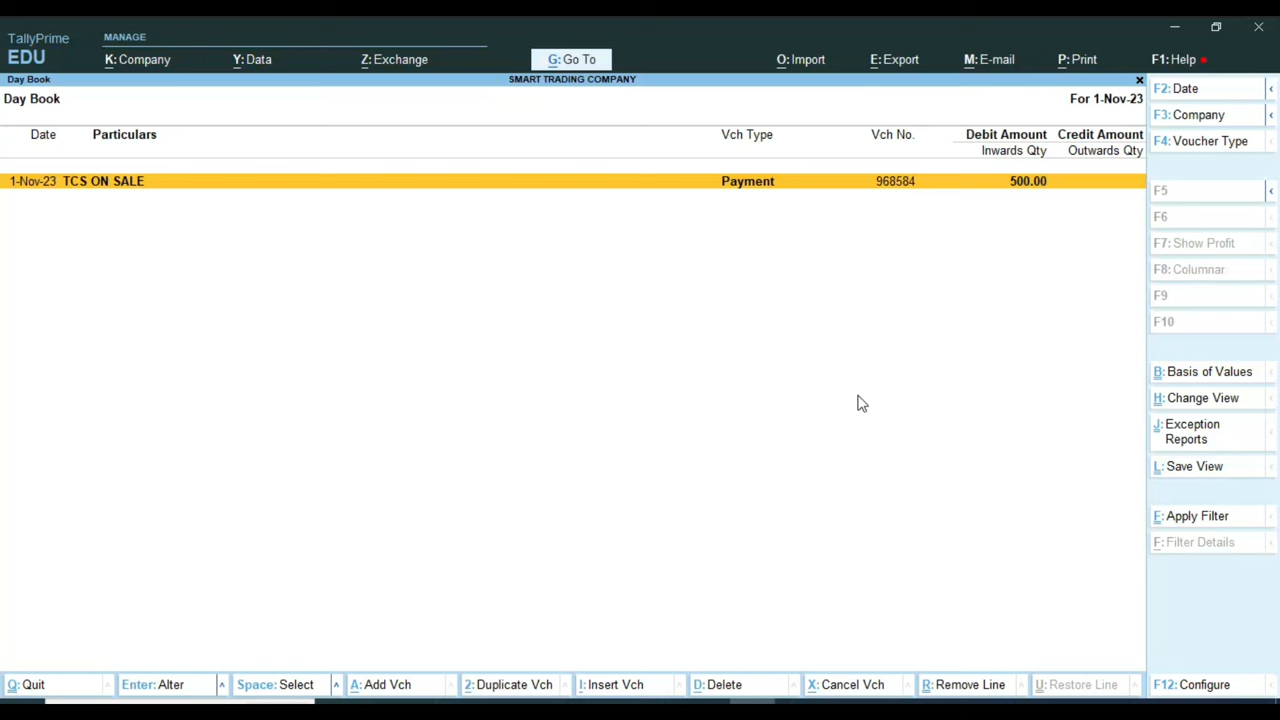 TallyPrime
EDU
MANAGE
K: Company
Y: Data
Z: Exchange
G: Go To
O: Import
E: Export
M: E-mail
P: Print
F1: Help
Day Book
SMART TRADING COMPANY
Day Book
For 1-Nov-23
Date
Particulars
Vch Type
Vch No.
Debit Amount
Credit Amount
Inwards Qty
Outwards Qty
1-Nov-23 TCS ON SALE Payment 968584 500.00
F2: Date
F3: Company
F4: Voucher Type
F5
F6
F7: Show Profit
F8: Columnar
F9
F10
B: Basis of Values
H: Change View
J: Exception
Reports
L: Save View
F: Apply Filter
F: Filter Details
Q: Quit
Enter: Alter
Space: Select
A: Add Vch
2: Duplicate Vch
I: Insert Vch
D: Delete
X: Cancel Vch
R: Remove Line
U: Restore Line
F12: Configure